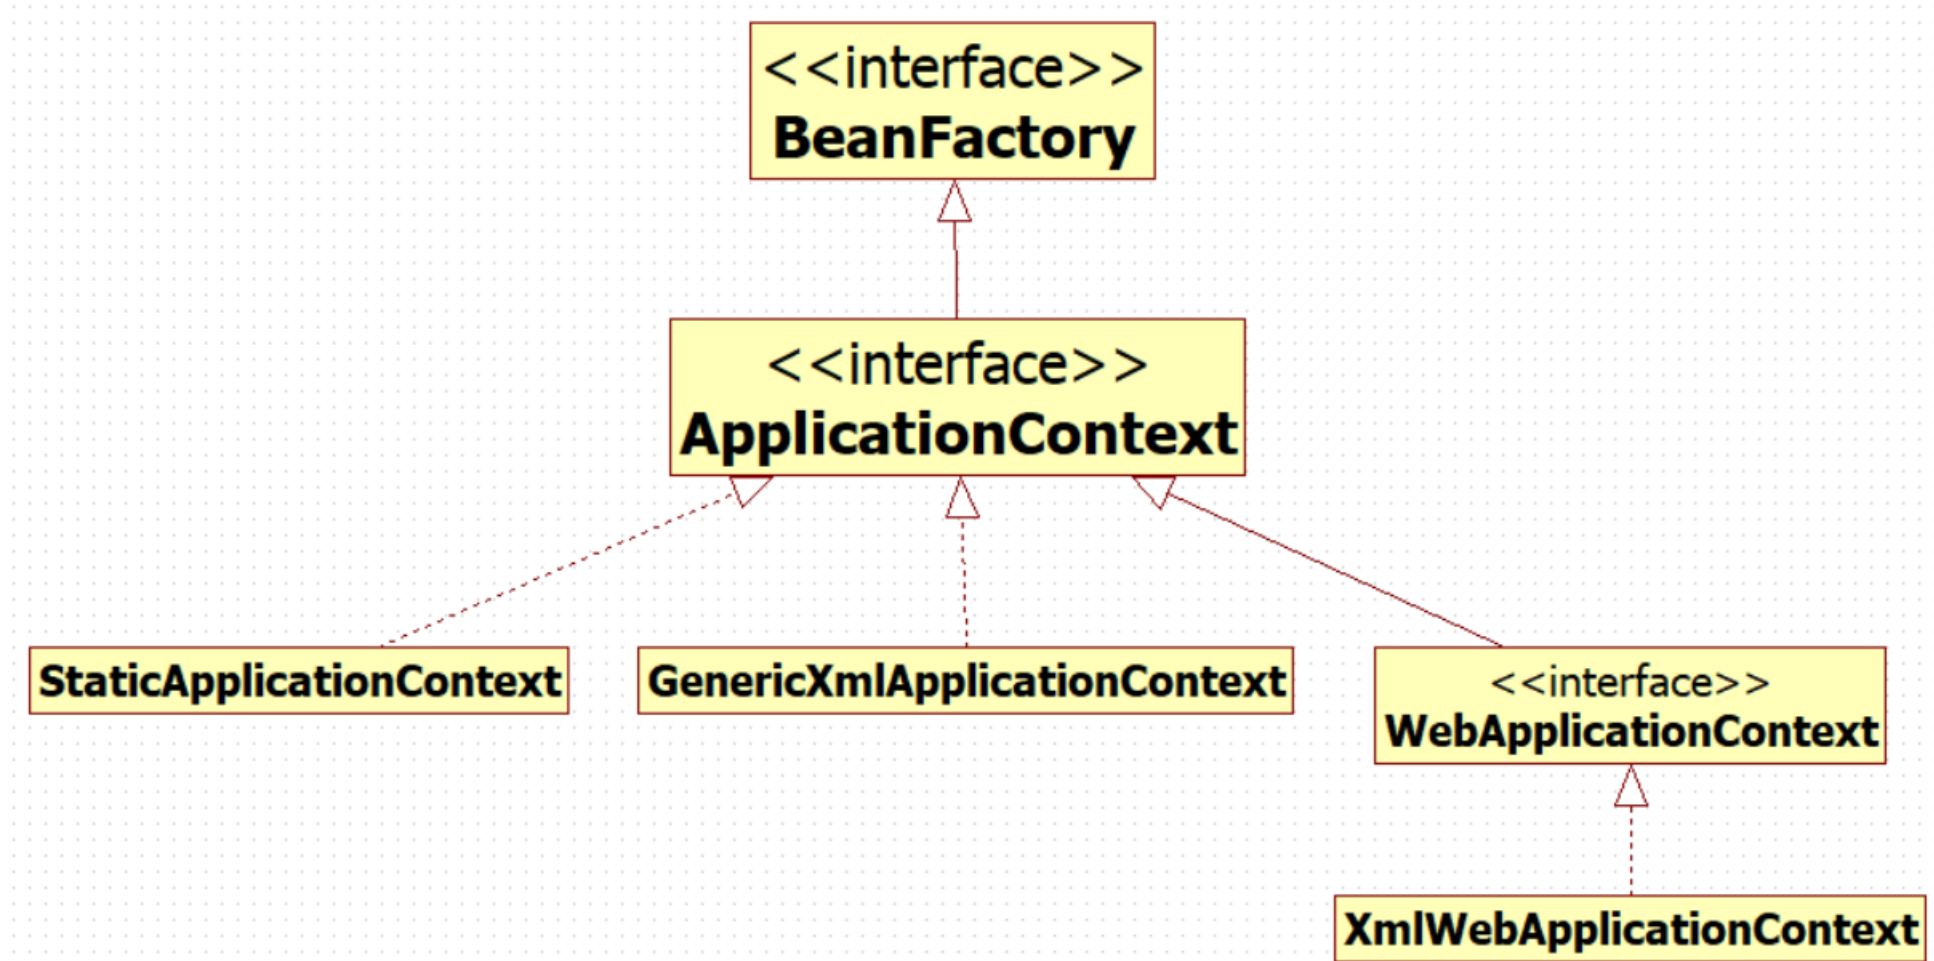 <<interface>>
BeanFactory
<<interface>>
ApplicationContext
StaticApplicationContext
GenericXmlApplicationContext
<<interface>>
WebApplicationContext
XmlWebApplicationContext